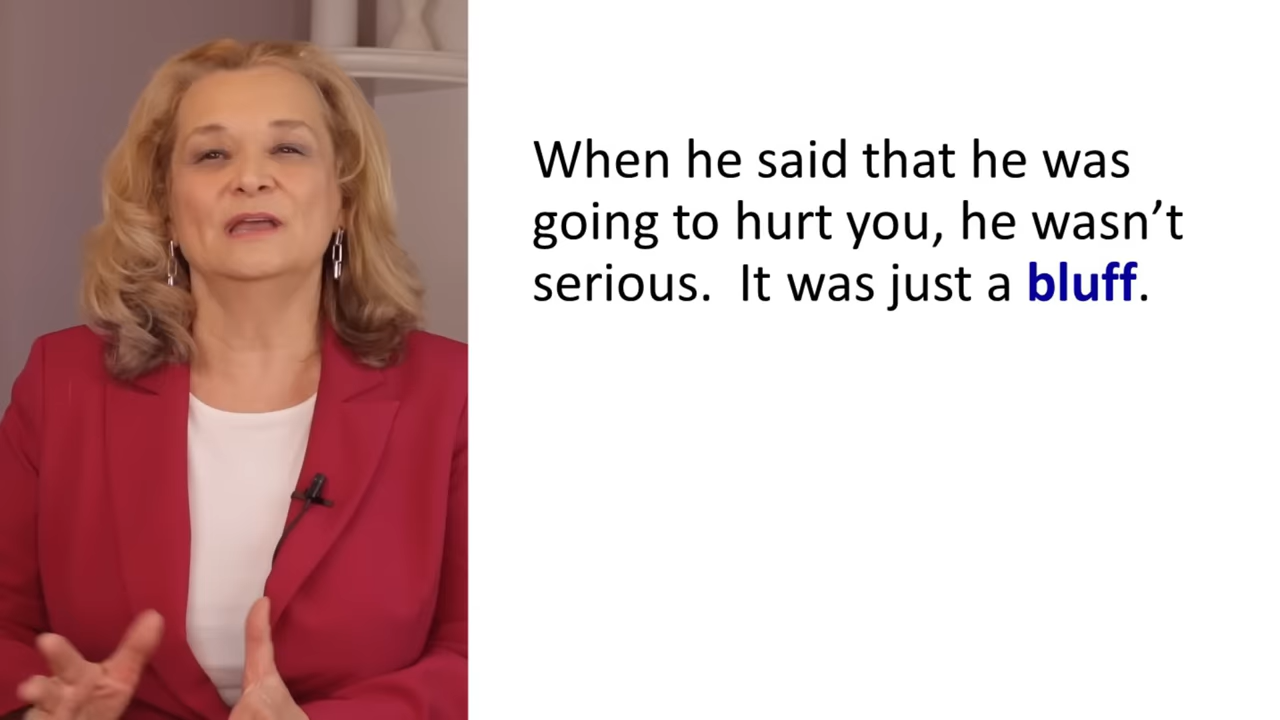 When he said that he was
going to hurt you, he wasn’t
serious.  It was just a bluff.